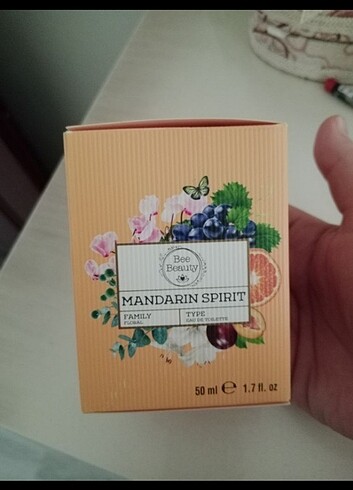 Bee
Beauty
MANDARIN SPIRIT
FAMILY
FLORAL
TYPE
EAU DE TOILETTE
50 ml ℮ 1.7 fl. oz